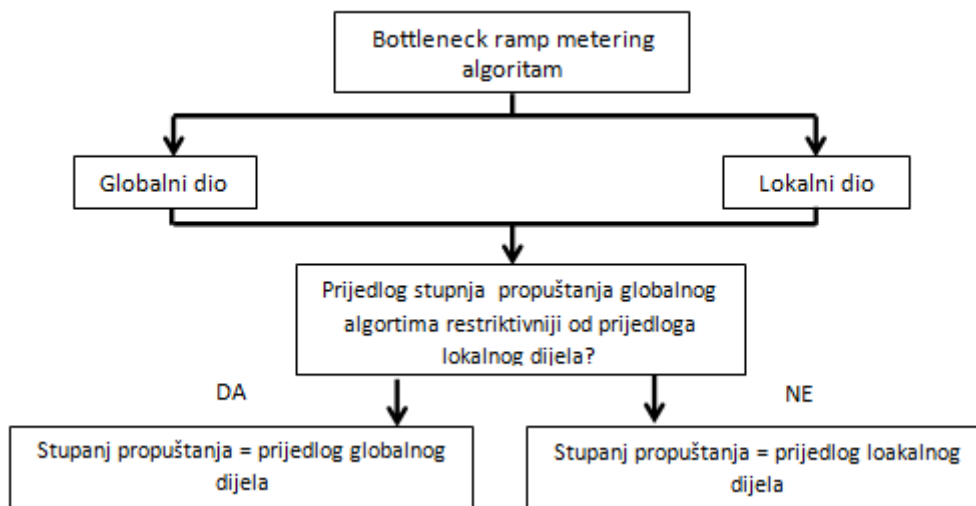 Bottleneck ramp metering
algoritam
Globalni dio
Lokalni dio
Prijedlog stupnja propuštanja globalnog
algortima restriktivniji od prijedloga
lokalnog dijela?
DA
NE
Stupanj propuštanja = prijedlog globalnog
dijela
Stupanj propuštanja = prijedlog loakalnog
dijela